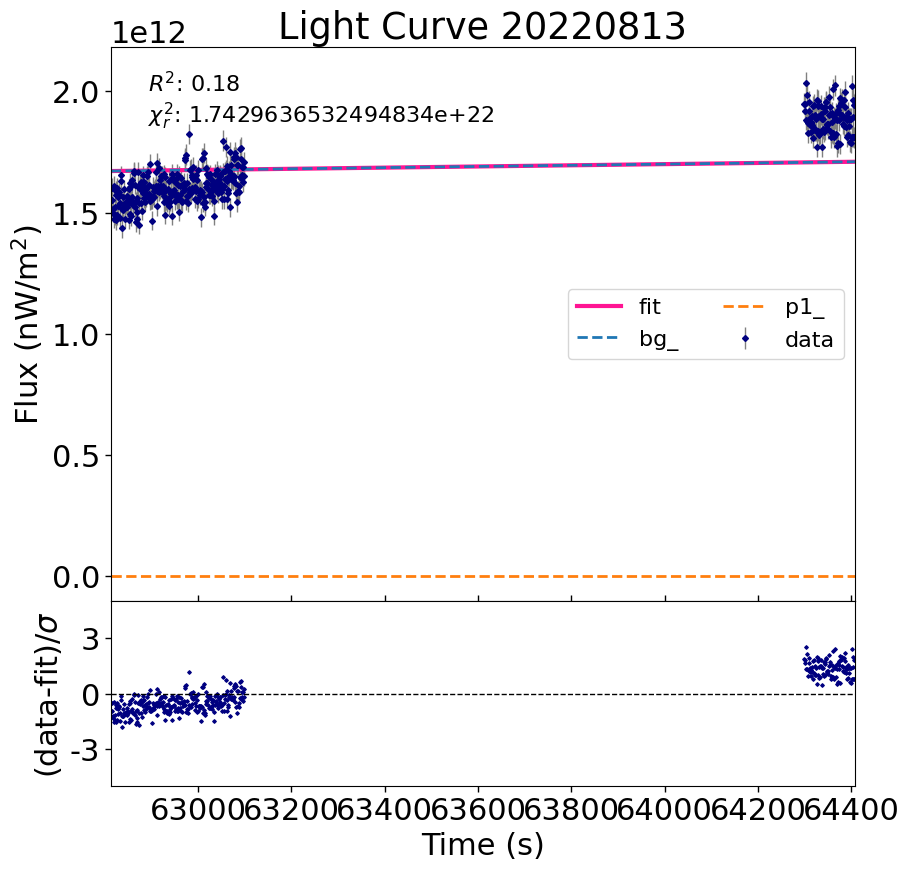 Light Curve 20220813
1e12
R²: 0.18
χ²ᵣ: 1.7429636532494834e+22
2.0
1.5
1.0
0.5
0.0
Flux (nW/m²)
fit
bg_
p1_
data
3
0
-3
(data-fit)/σ
63000
63200
63400
63600
63800
64000
64200
64400
Time (s)